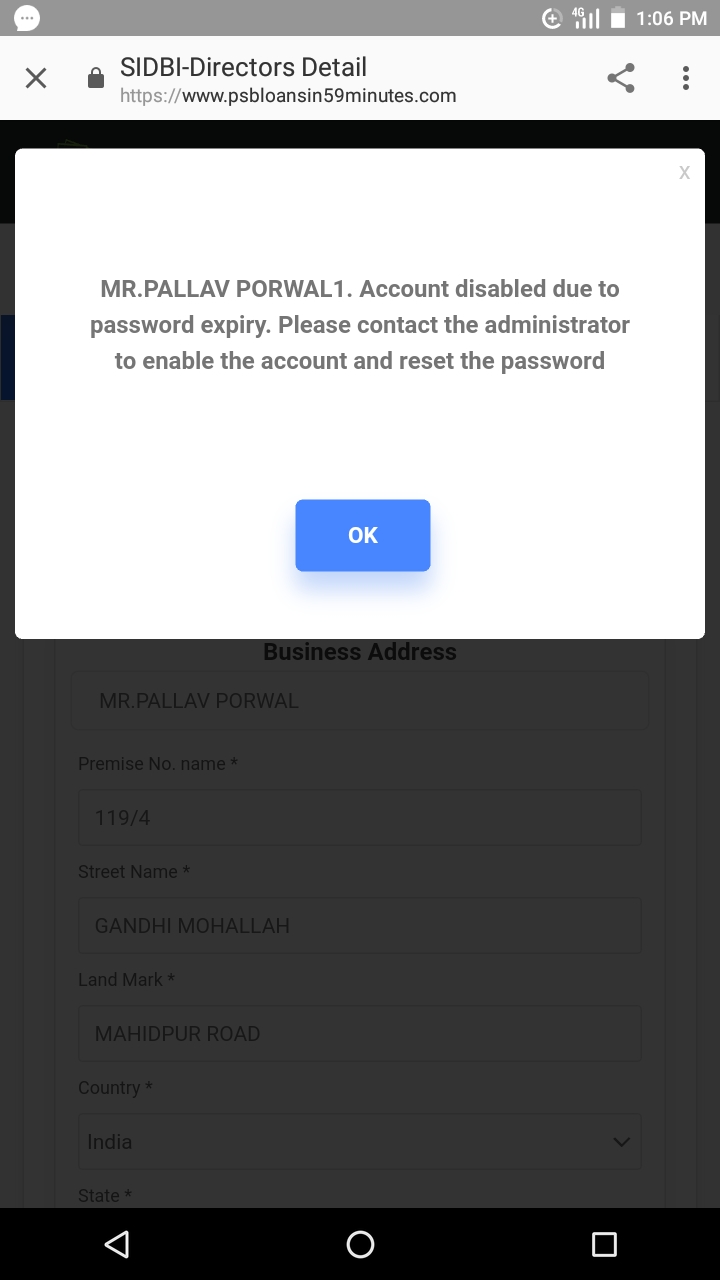 4G 1:06 PM
SIDBI-Directors Detail
https://www.psbloansin59minutes.com
X
MR.PALLAV PORWAL1. Account disabled due to
password expiry. Please contact the administrator
to enable the account and reset the password
OK
Business Address
MR.PALLAV PORWAL
Premise No. name *
119/4
Street Name *
GANDHI MOHALLAH
Land Mark *
MAHIDPUR ROAD
Country *
India
State *